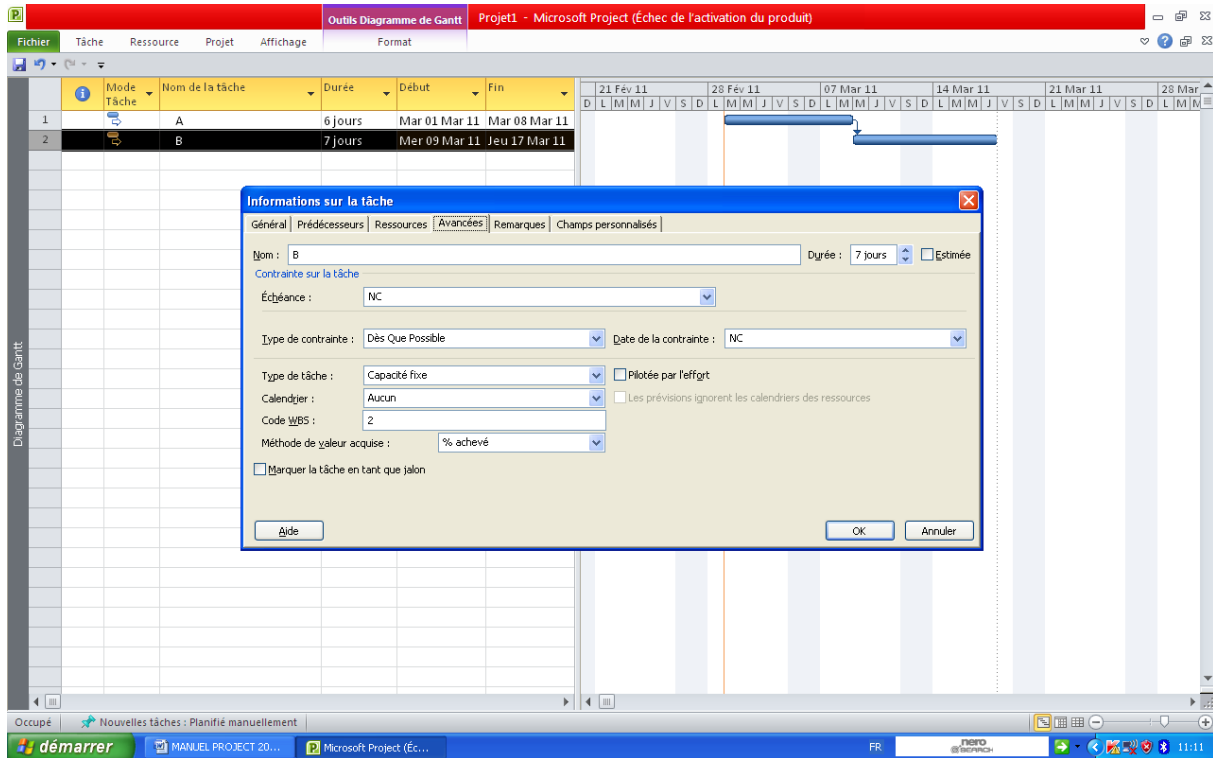 Outils Diagramme de Gantt
Projet1 - Microsoft Project (Échec de l'activation du produit)
Fichier Tâche Ressource Projet Affichage Format
Mode Tâche
Nom de la tâche
Durée
Début
Fin
21 Fév 11 28 Fév 11 07 Mar 11 14 Mar 11 21 Mar 11 28 Mar
D L M M J V S D L M M J V S D L M M J V S D L M M J V S D L M M J V S D L M M
1 A 6 jours Mar 01 Mar 11 Mar 08 Mar 11
2 B 7 jours Mer 09 Mar 11 Jeu 17 Mar 11
Diagramme de Gantt
Informations sur la tâche
Général Prédécesseurs Ressources Avancées Remarques Champs personnalisés
Nom : B Durée : 7 jours Estimée
Contrainte sur la tâche
Échéance : NC
Type de contrainte : Dès Que Possible Date de la contrainte : NC
Type de tâche : Capacité fixe Pilotée par l'effort
Calendrier : Aucun Les prévisions ignorent les calendriers des ressources
Code WBS : 2
Méthode de valeur acquise : % achevé
Marquer la tâche en tant que jalon
Aide OK Annuler
Occupé Nouvelles tâches : Planifié manuellement
démarrer MANUEL PROJECT 20... Microsoft Project (Éc... FR nero SEARCH 11:11